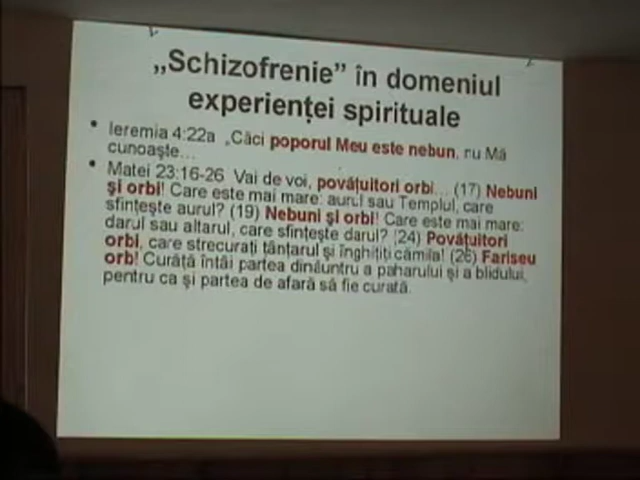 „Schizofrenie” în domeniul
experienței spirituale
• Ieremia 4:22a „Căci poporul Meu este nebun, nu Mă
cunoaște...
• Matei 23:16-26 Vai de voi, povățuitori orbi... (17) Nebuni
și orbi! Care este mai mare: aurul sau Templul, care
sfințește aurul? (19) Nebuni și orbi! Care este mai mare:
darul sau altarul, care sfințește darul? (24) Povățuitori
orbi, care strecurați țânțarul și înghițiți cămila! (26) Fariseu
orb! Curăță întâi partea dinăuntru a paharului și a blidului,
pentru ca și partea de afară să fie curată.